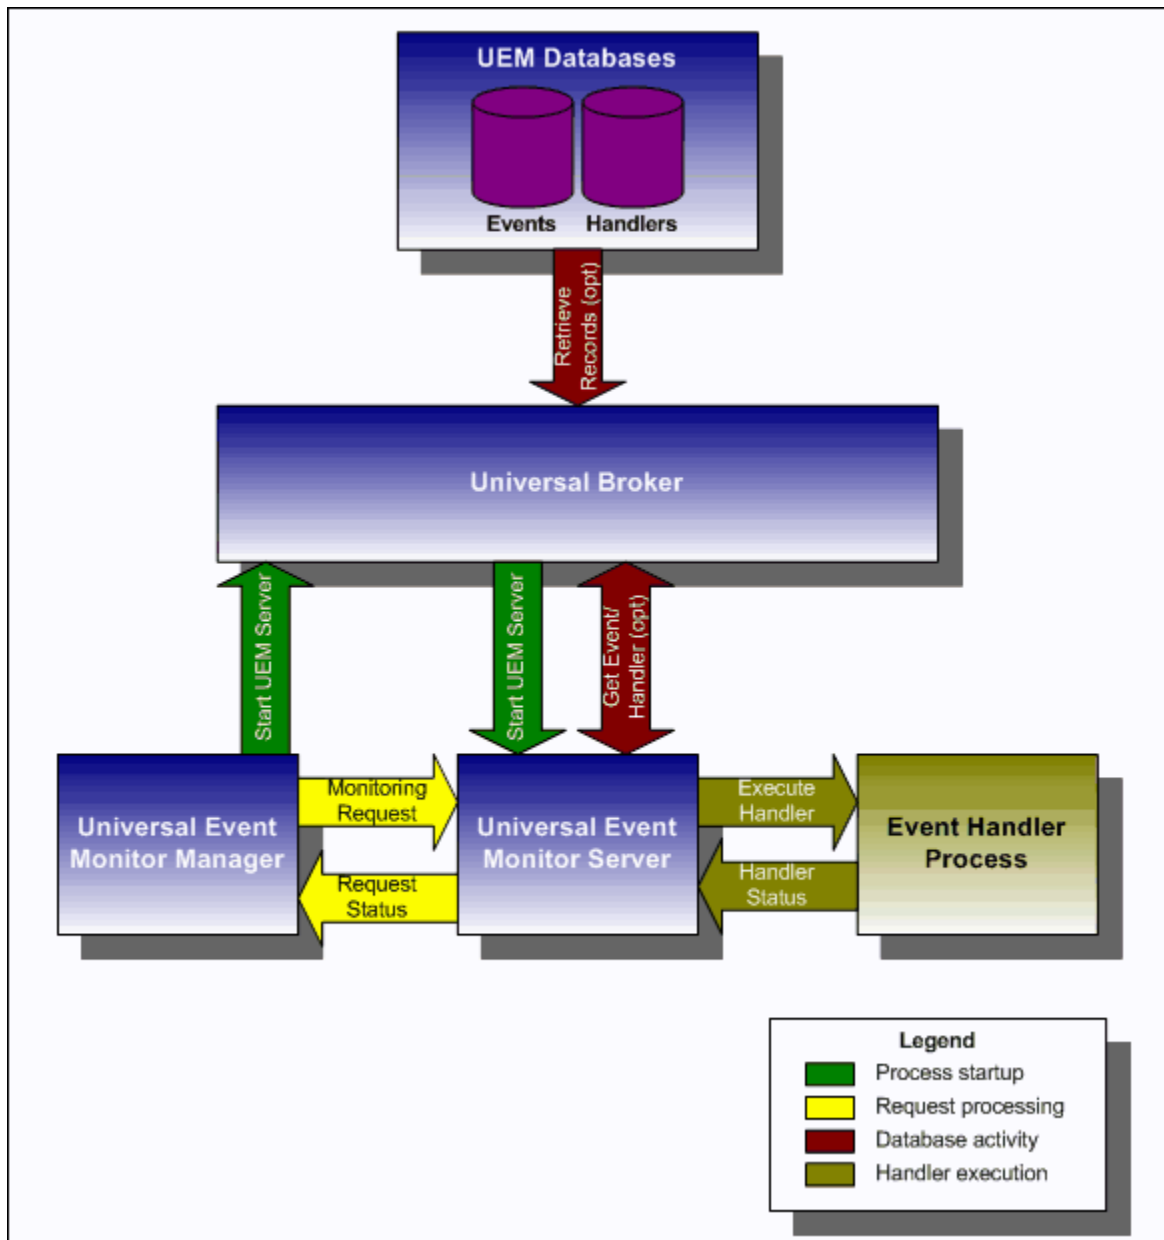 UEM Databases
Events
Handlers
Retrieve
Records (opt)
Universal Broker
Start UEM Server
Start UEM Server
Get Event/
Handler (opt)
Universal Event
Monitor Manager
Monitoring
Request
Request
Status
Universal Event
Monitor Server
Execute
Handler
Handler
Status
Event Handler
Process
Legend
Process startup
Request processing
Database activity
Handler execution